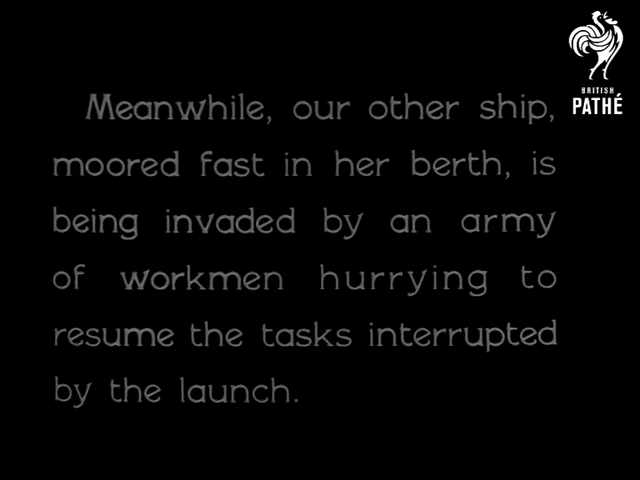 BRITISH
PATHÉ
Meanwhile, our other ship,
moored fast in her berth, is
being invaded by an army
of workmen hurrying to
resume the tasks interrupted
by the launch.